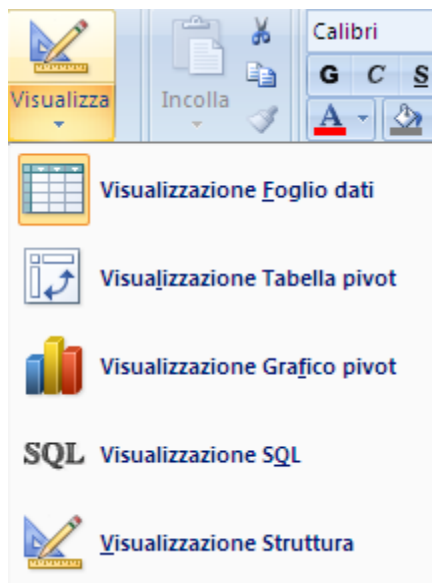 Calibri
Visualizza
Incolla
G C S
A
Visualizzazione Foglio dati
Visualizzazione Tabella pivot
Visualizzazione Grafico pivot
SQL Visualizzazione SQL
Visualizzazione Struttura